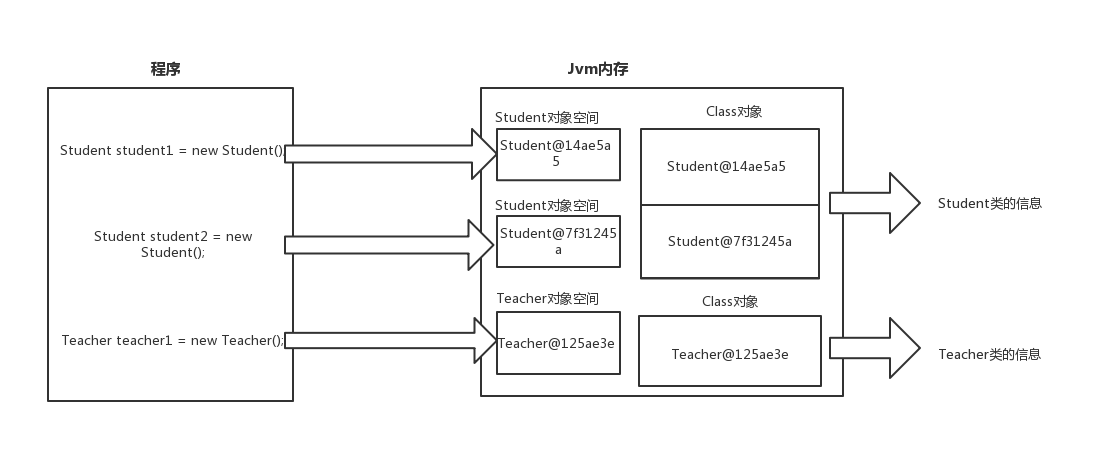 程序
Student student1 = new Student();
Student student2 = new
Student();
Teacher teacher1 = new Teacher();
Jvm内存
Student对象空间
Student@14ae5a
5
Student对象空间
Student@7f31245
a
Teacher对象空间
Teacher@125ae3e
Class对象
Student@14ae5a5
Student@7f31245a
Class对象
Teacher@125ae3e
Student类的信息
Teacher类的信息